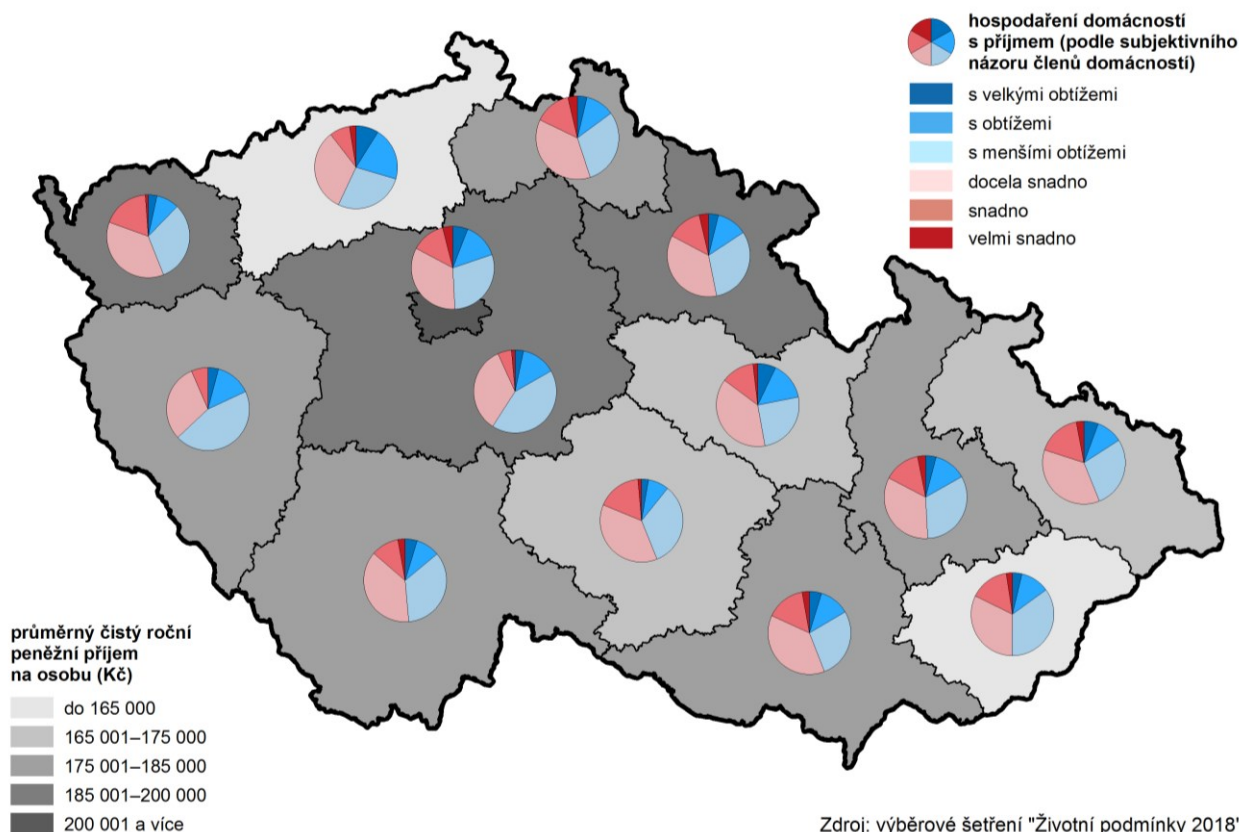 hospodaření domácností
s příjmem (podle subjektivního
názoru členů domácností)
s velkými obtížemi
s obtížemi
s menšími obtížemi
docela snadno
snadno
velmi snadno
průměrný čistý roční
peněžní příjem
na osobu (Kč)
do 165 000
165 001–175 000
175 001–185 000
185 001–200 000
200 001 a více
Zdroj: výběrové šetření "Životní podmínky 2018"